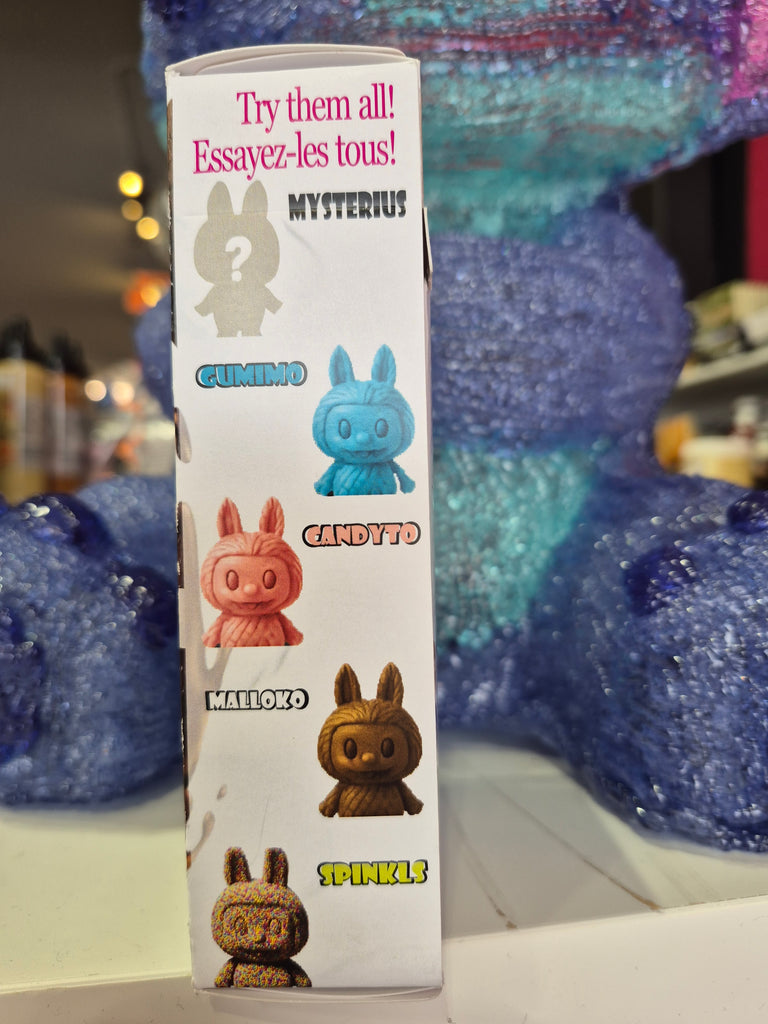 Try them all!
Essayez-les tous!
MYSTERIUS
?
GUMIMO
CANDYTO
MALLOKO
SPINKLS